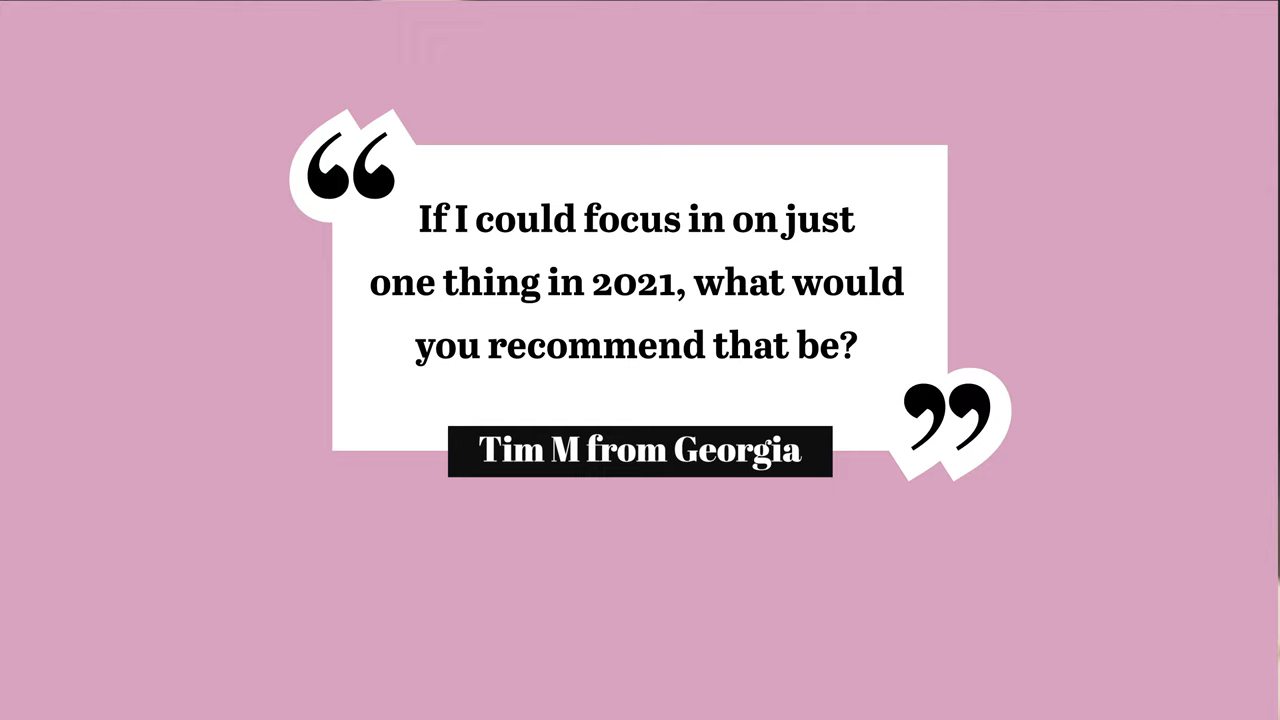 If I could focus in on just
one thing in 2021, what would
you recommend that be?
Tim M from Georgia